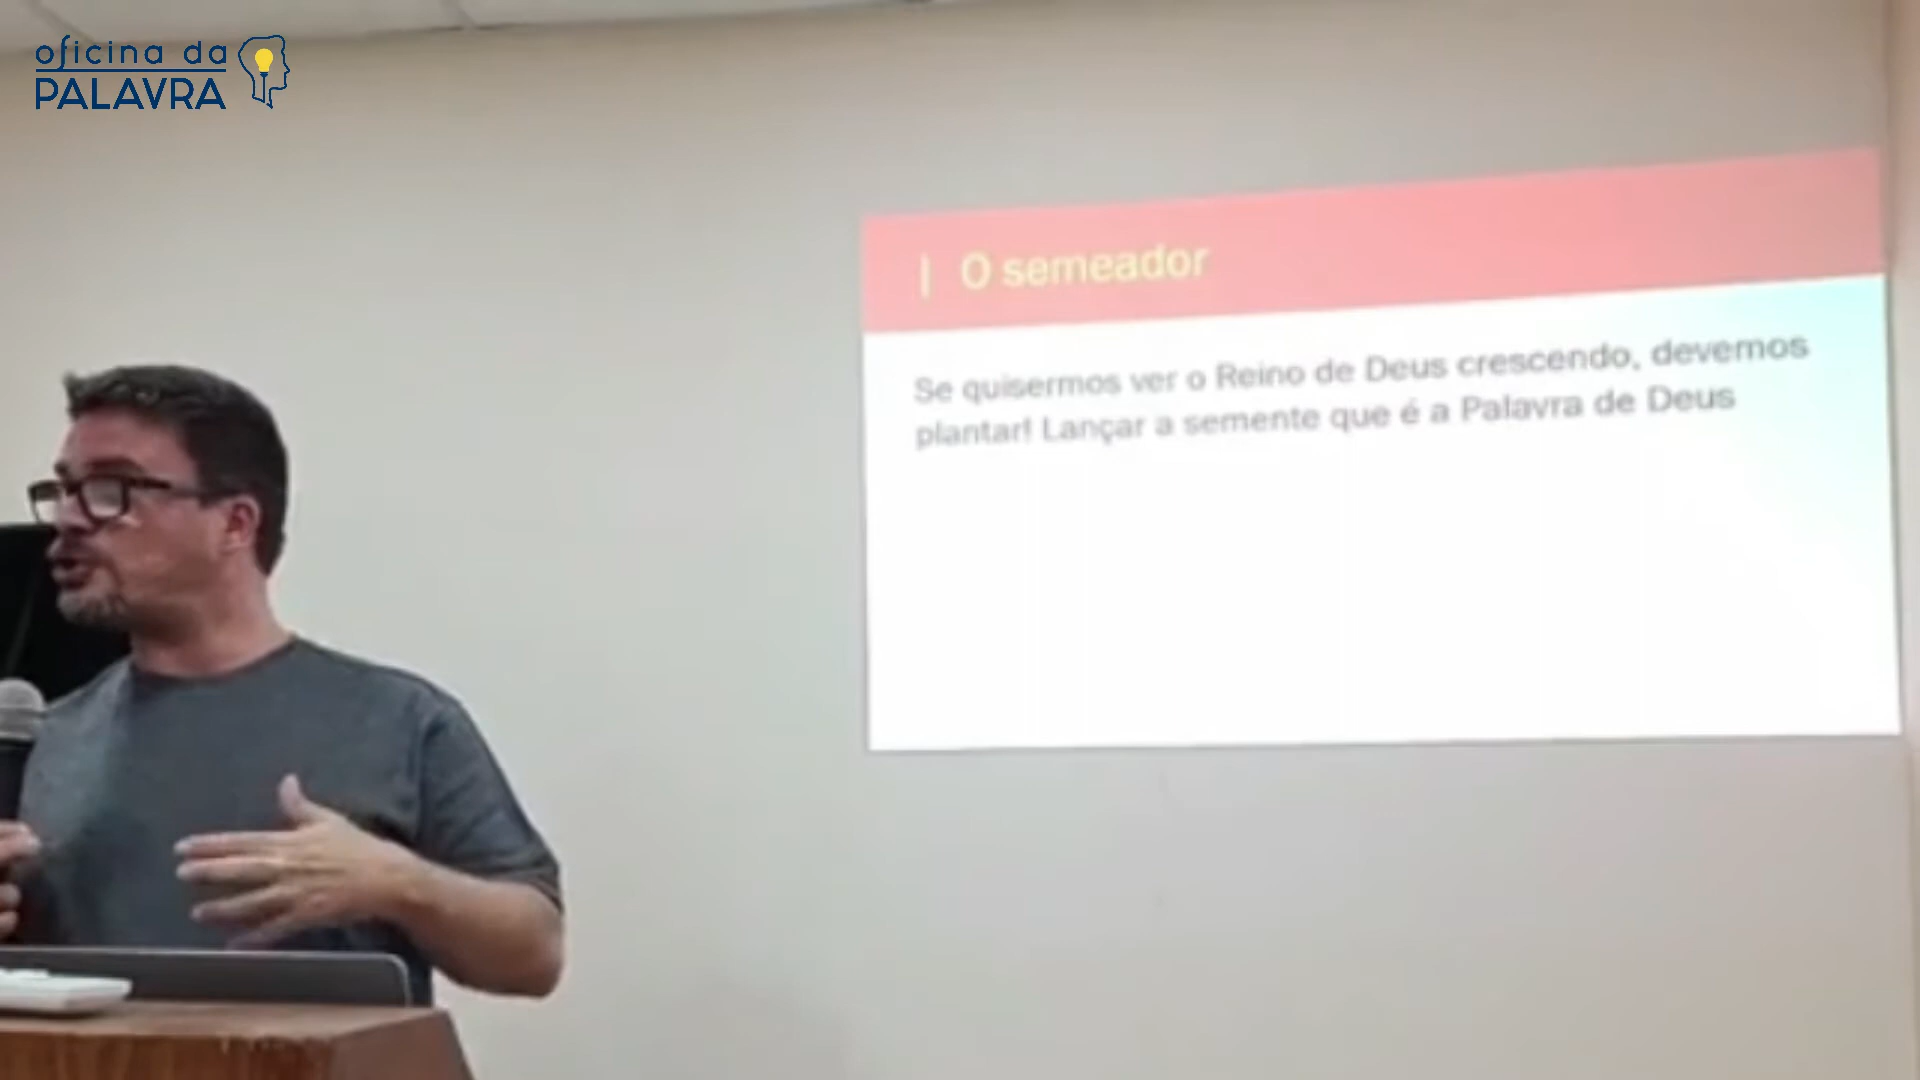 oficina da
PALAVRA
| O semeador
Se quisermos ver o Reino de Deus crescendo, devemos
plantar! Lançar a semente que é a Palavra de Deus